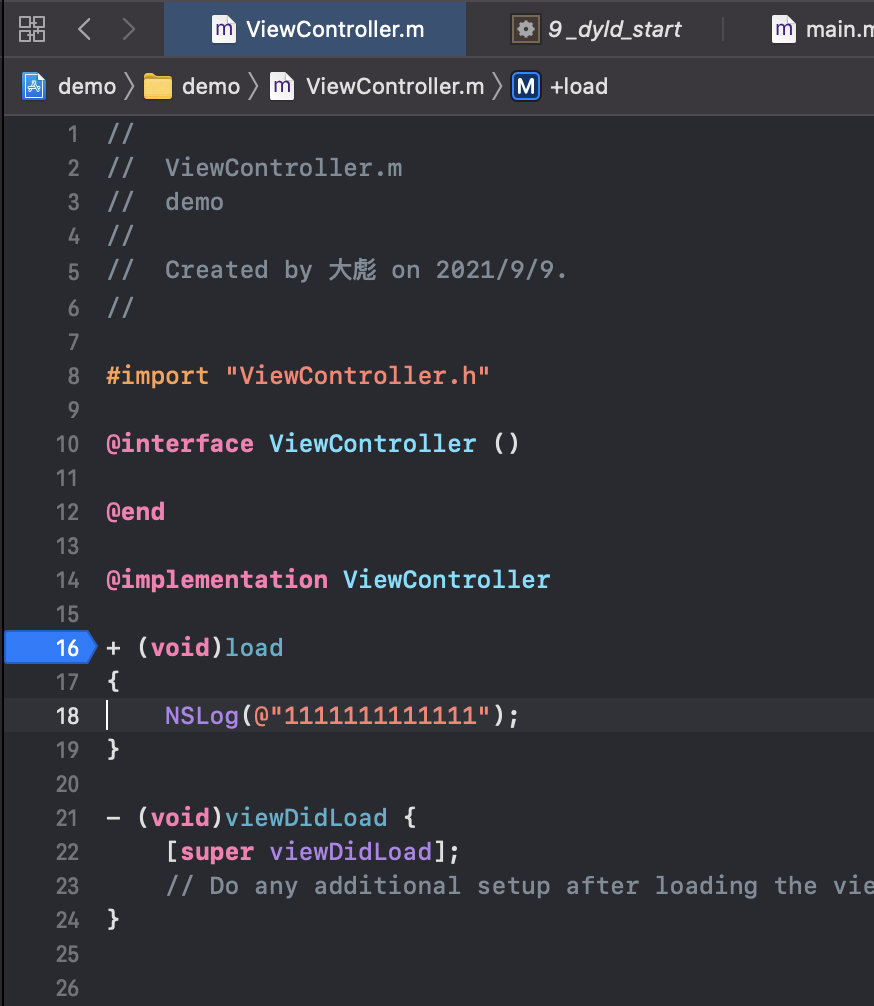 ViewController.m 9 _dyld_start main.m
demo 〉 demo 〉 ViewController.m 〉 M +load
1 //
2 //  ViewController.m
3 //  demo
4 //
5 //  Created by 大彪 on 2021/9/9.
6 //
7
8 #import "ViewController.h"
9
10 @interface ViewController ()
11
12 @end
13
14 @implementation ViewController
15
16 + (void)load
17 {
18     NSLog(@"1111111111111");
19 }
20
21 - (void)viewDidLoad {
22     [super viewDidLoad];
23     // Do any additional setup after loading the vie
24 }
25
26